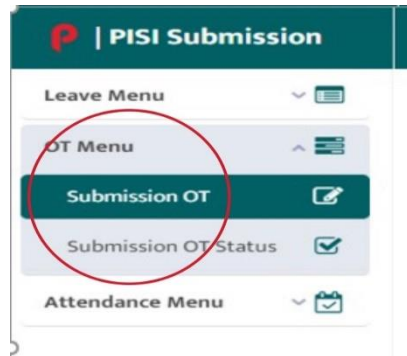 P | PISI Submission
Leave Menu
OT Menu
Submission OT
Submission OT Status
Attendance Menu